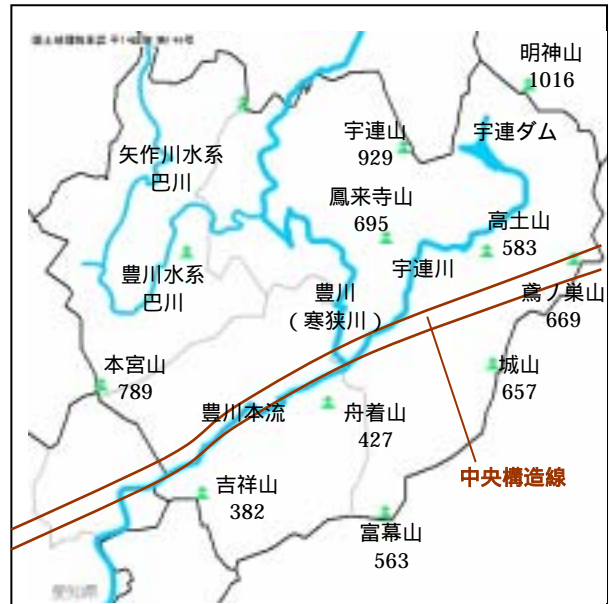 明神山
1016
宇連山
929
宇連ダム
矢作川水系
巴川
鳳来寺山
695
高土山
583
豊川水系
巴川
宇連川
豊川
(寒狭川)
鳶ノ巣山
669
本宮山
789
城山
657
豊川本流
舟着山
427
中央構造線
吉祥山
382
富幕山
563
愛知県